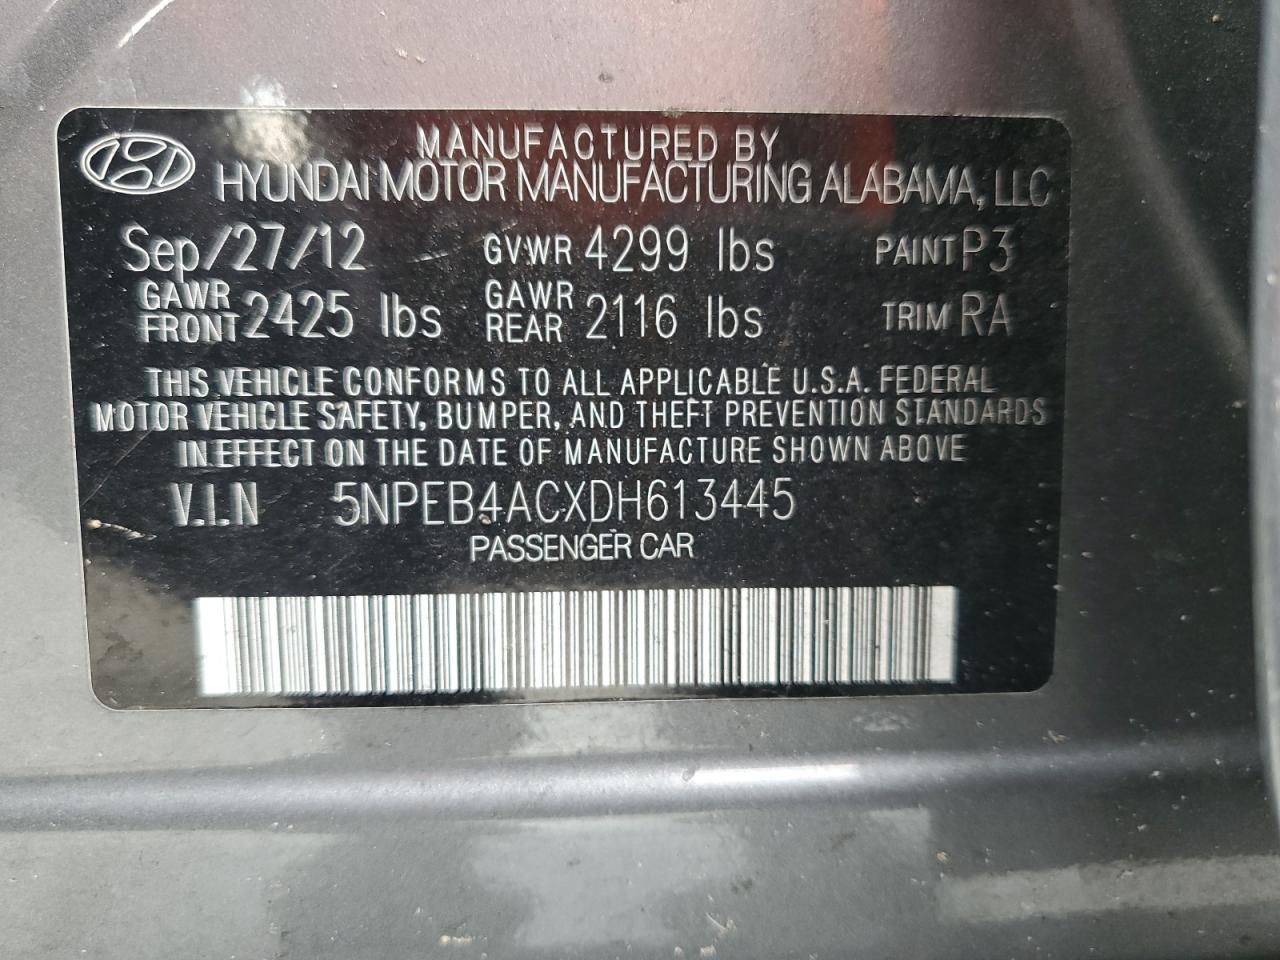 MANUFACTURED BY
HYUNDAI MOTOR MANUFACTURING ALABAMA, LLC
Sep/27/12 GVWR 4299 lbs PAINT P3
GAWR FRONT 2425 lbs GAWR REAR 2116 lbs TRIM RA
THIS VEHICLE CONFORMS TO ALL APPLICABLE U.S.A. FEDERAL
MOTOR VEHICLE SAFETY, BUMPER, AND THEFT PREVENTION STANDARDS
IN EFFECT ON THE DATE OF MANUFACTURE SHOWN ABOVE
V.I.N 5NPEB4ACXDH613445
PASSENGER CAR